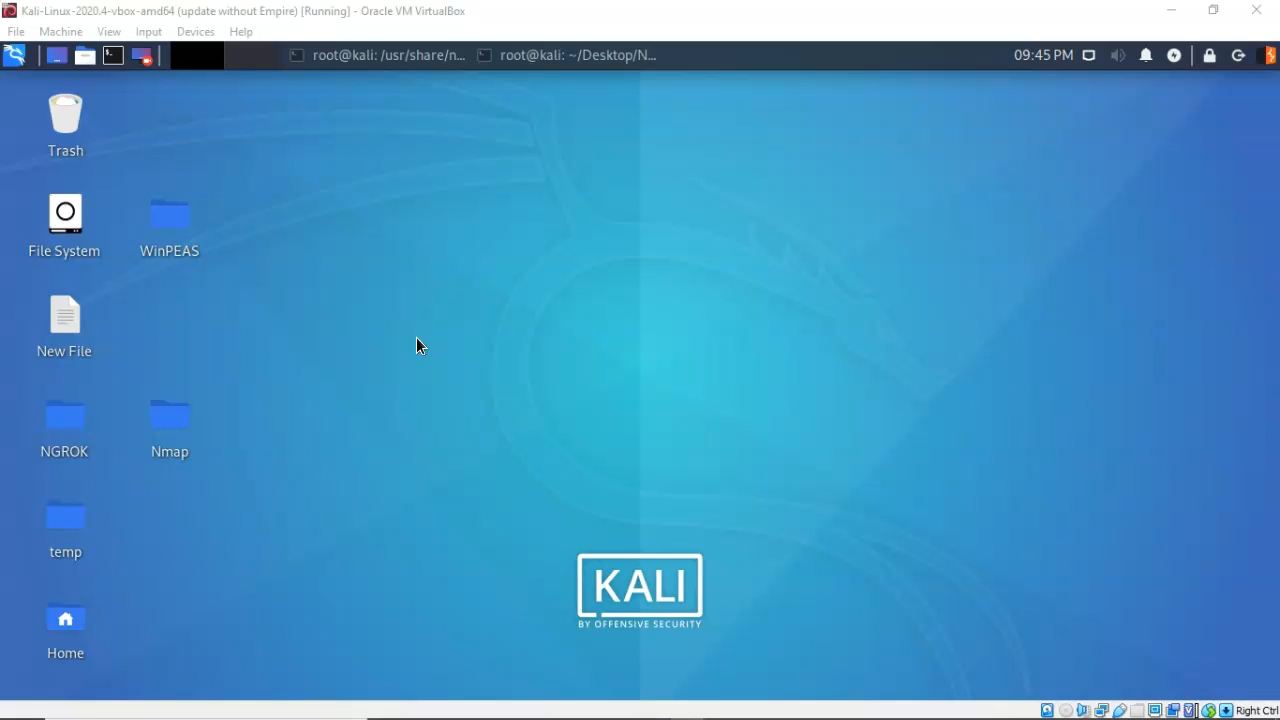 Kali-Linux-2020.4-vbox-amd64 (update without Empire) [Running] - Oracle VM VirtualBox
File Machine View Input Devices Help
root@kali: /usr/share/n... root@kali: ~/Desktop/N... 09:45 PM
Trash
File System WinPEAS
New File
NGROK Nmap
temp
KALI
BY OFFENSIVE SECURITY
Home
Right Ctrl